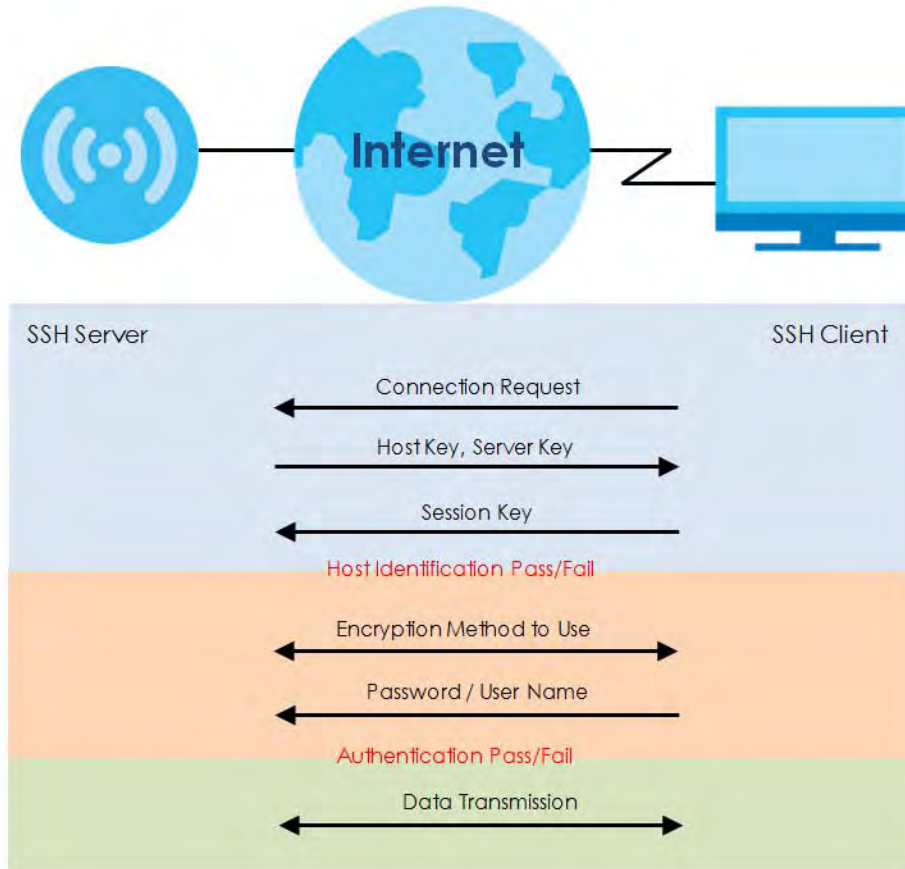 Internet
SSH Server
SSH Client
Connection Request
Host Key, Server Key
Session Key
Host Identification Pass/Fail
Encryption Method to Use
Password / User Name
Authentication Pass/Fail
Data Transmission